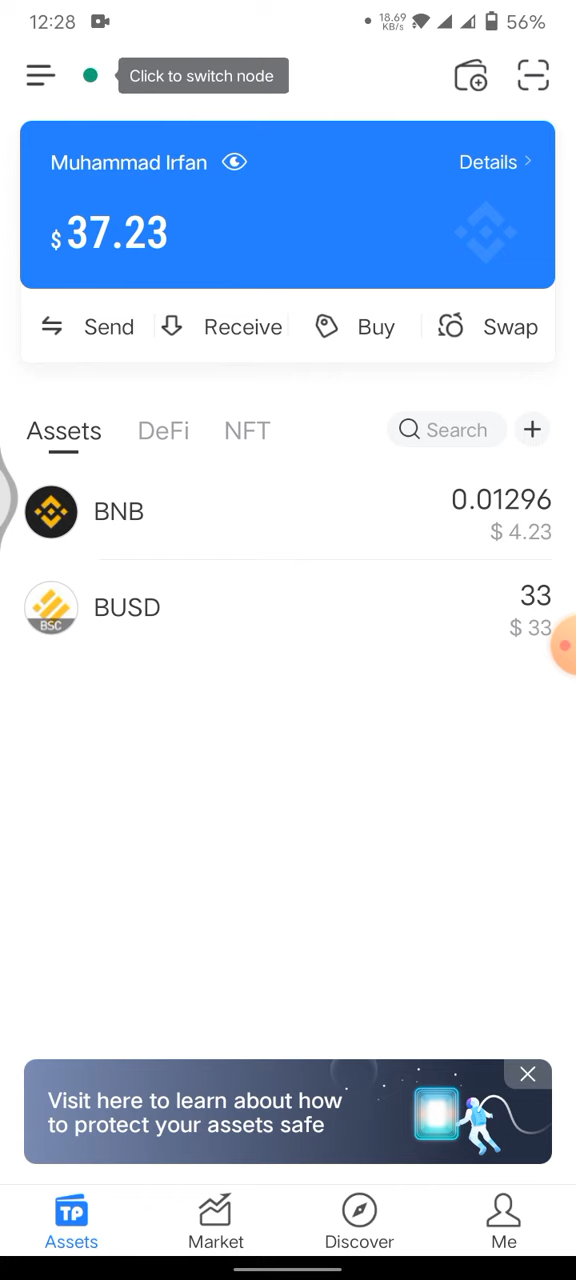 12:28 18.69 KB/s 56%
Click to switch node
Muhammad Irfan Details
$ 37.23
Send Receive Buy Swap
Assets DeFi NFT Search
BNB 0.01296
$ 4.23
BUSD 33
BSC $ 33
Visit here to learn about how
to protect your assets safe
TP
Assets Market Discover Me